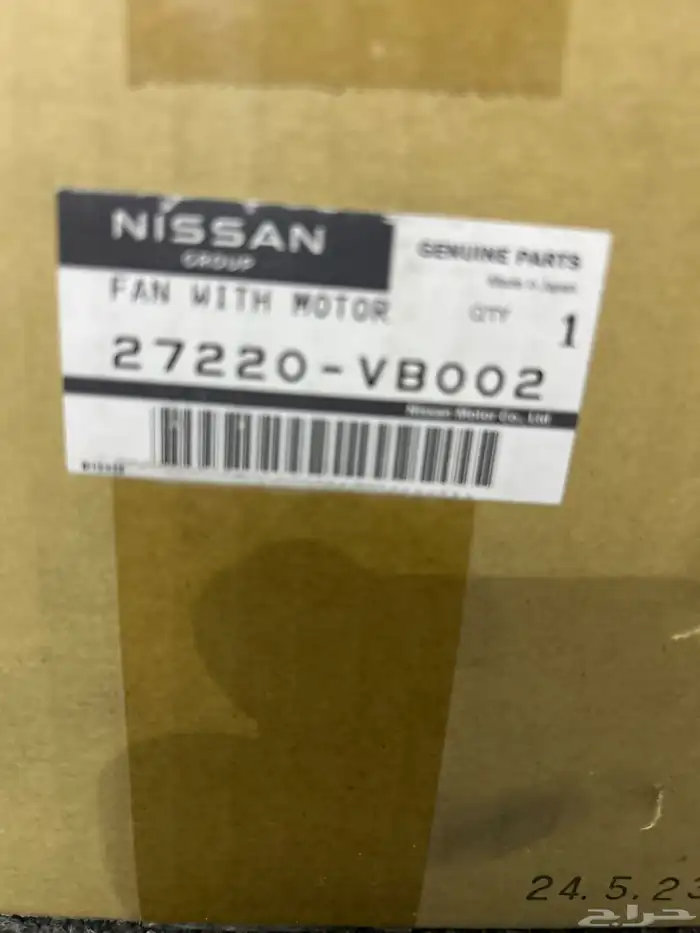 NISSAN
GROUP
GENUINE PARTS
Made in Japan
FAN WITH MOTOR
QTY 1
27220-VB002
Nissan Motor Co., Ltd
24.5.23
حراج